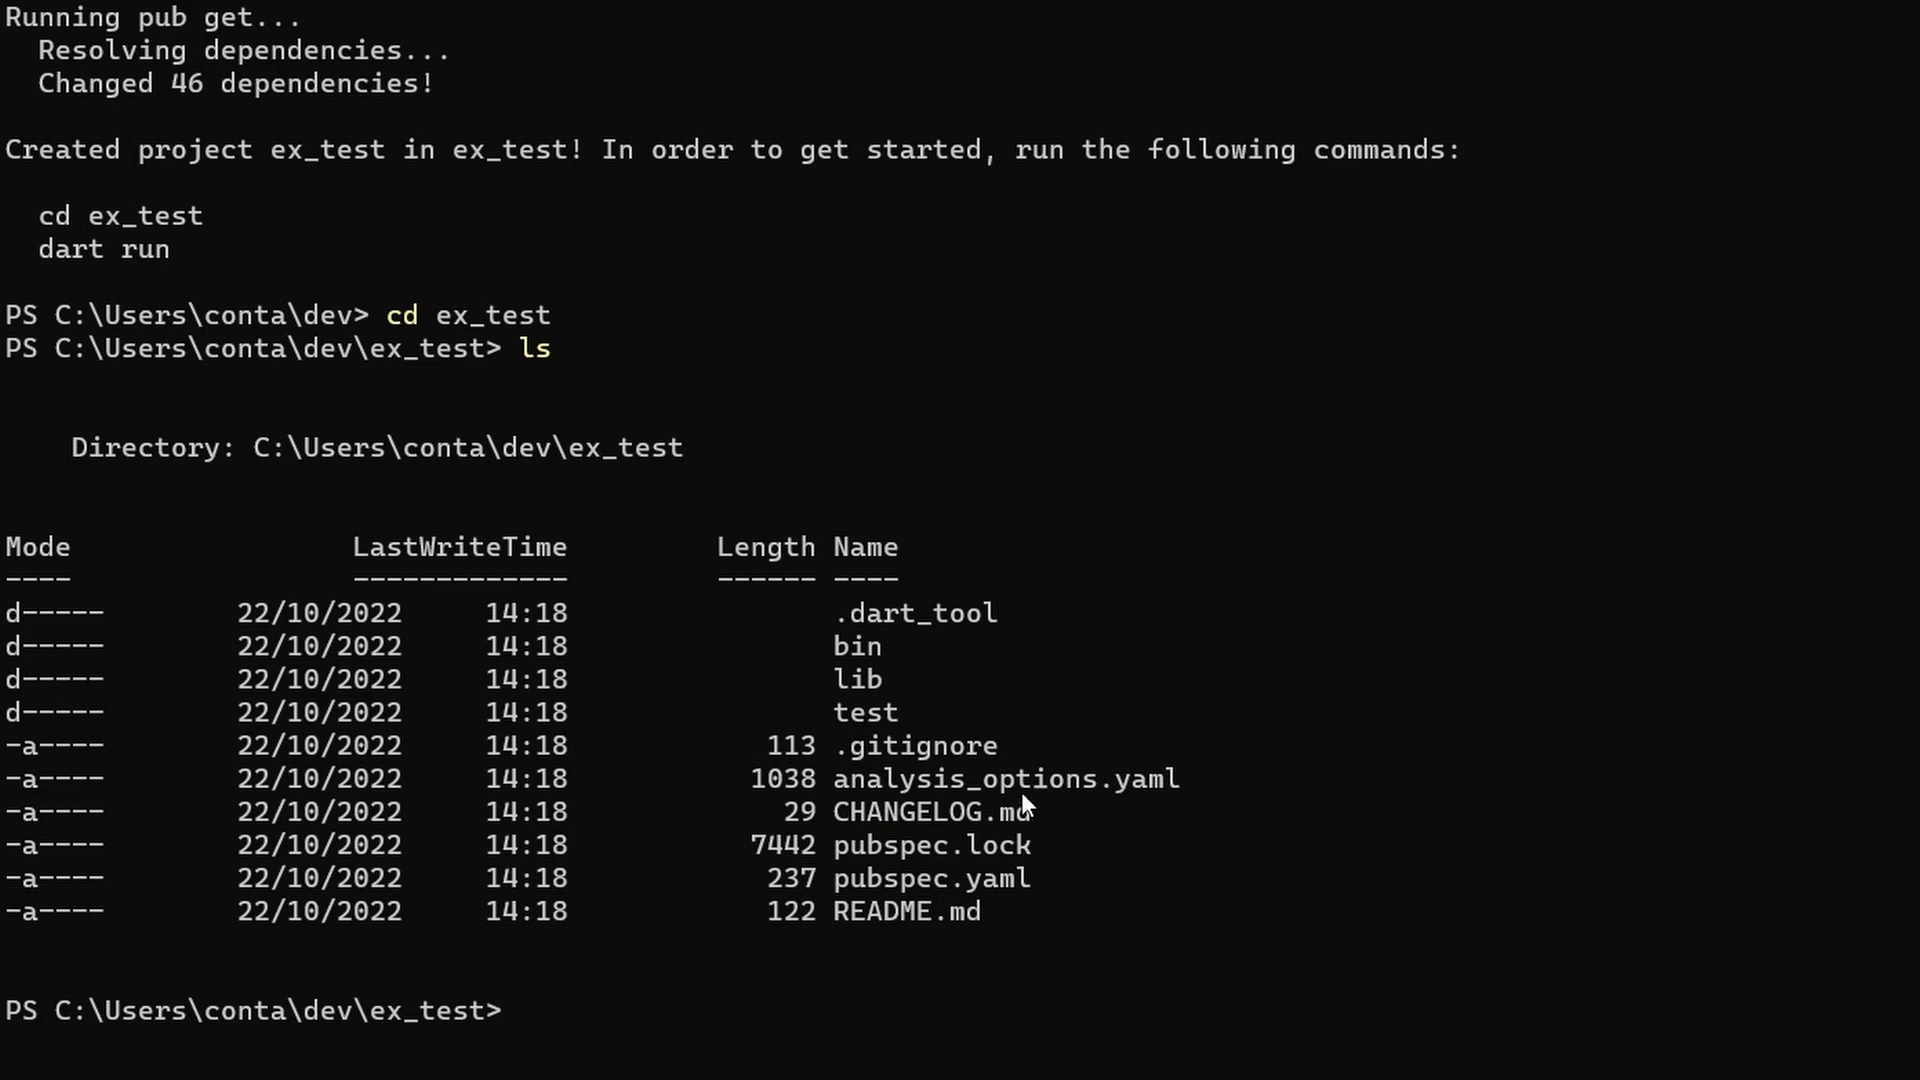 Running pub get...
Resolving dependencies...
Changed 46 dependencies!
Created project ex_test in ex_test! In order to get started, run the following commands:
cd ex_test
dart run
PS C:\Users\conta\dev> cd ex_test
PS C:\Users\conta\dev\ex_test> ls
Directory: C:\Users\conta\dev\ex_test
Mode LastWriteTime Length Name
---- ------------- ------ ----
d----- 22/10/2022 14:18 .dart_tool
d----- 22/10/2022 14:18 bin
d----- 22/10/2022 14:18 lib
d----- 22/10/2022 14:18 test
-a---- 22/10/2022 14:18 113 .gitignore
-a---- 22/10/2022 14:18 1038 analysis_options.yaml
-a---- 22/10/2022 14:18 29 CHANGELOG.md
-a---- 22/10/2022 14:18 7442 pubspec.lock
-a---- 22/10/2022 14:18 237 pubspec.yaml
-a---- 22/10/2022 14:18 122 README.md
PS C:\Users\conta\dev\ex_test>